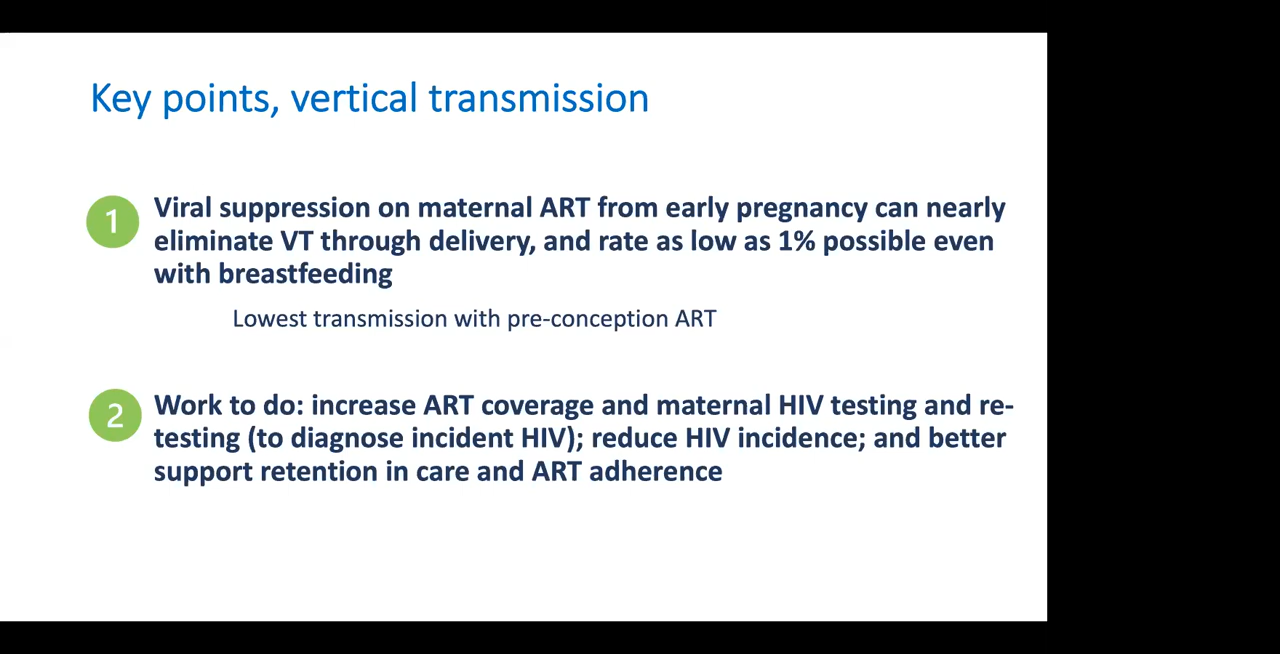 Key points, vertical transmission
1
Viral suppression on maternal ART from early pregnancy can nearly
eliminate VT through delivery, and rate as low as 1% possible even
with breastfeeding
Lowest transmission with pre-conception ART
2
Work to do: increase ART coverage and maternal HIV testing and re-
testing (to diagnose incident HIV); reduce HIV incidence; and better
support retention in care and ART adherence